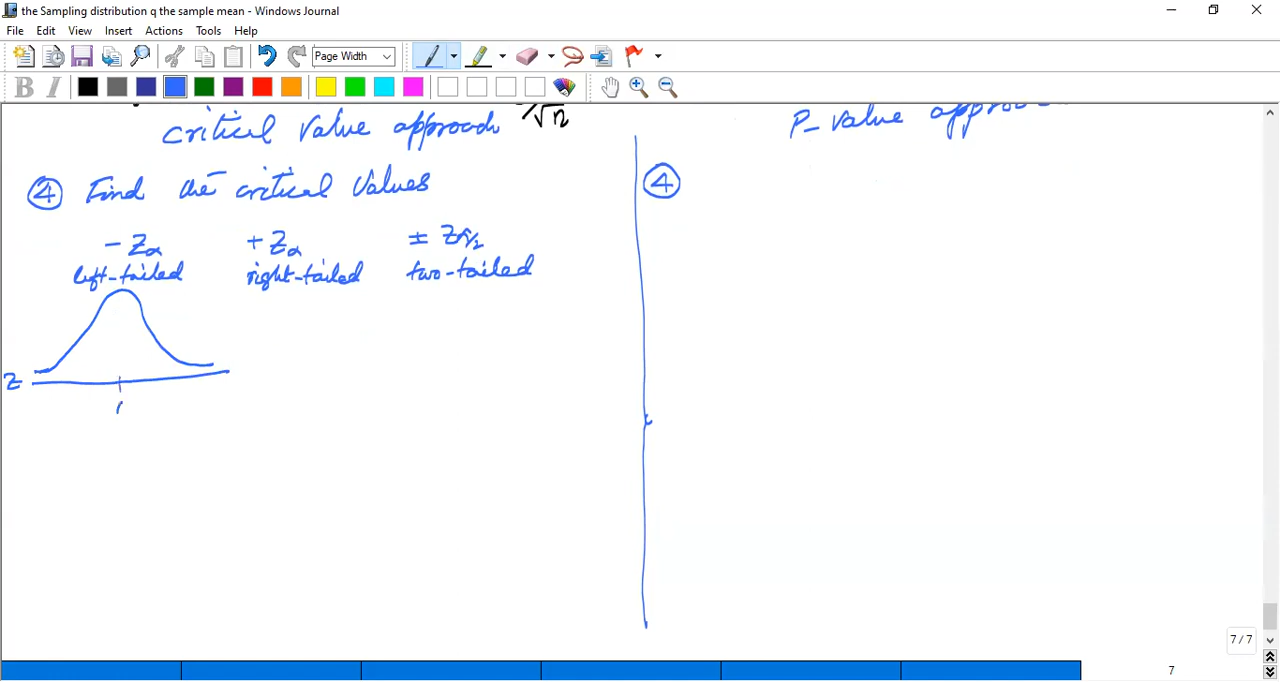 the Sampling distribution q the sample mean - Windows Journal
File Edit View Insert Actions Tools Help
Page Width
B I
critical value approach
√n
④ Find the critical values
- Zα + Zα ± Zα/2
left-tailed right-tailed two-tailed
Z
P- value
④
7 / 7
7